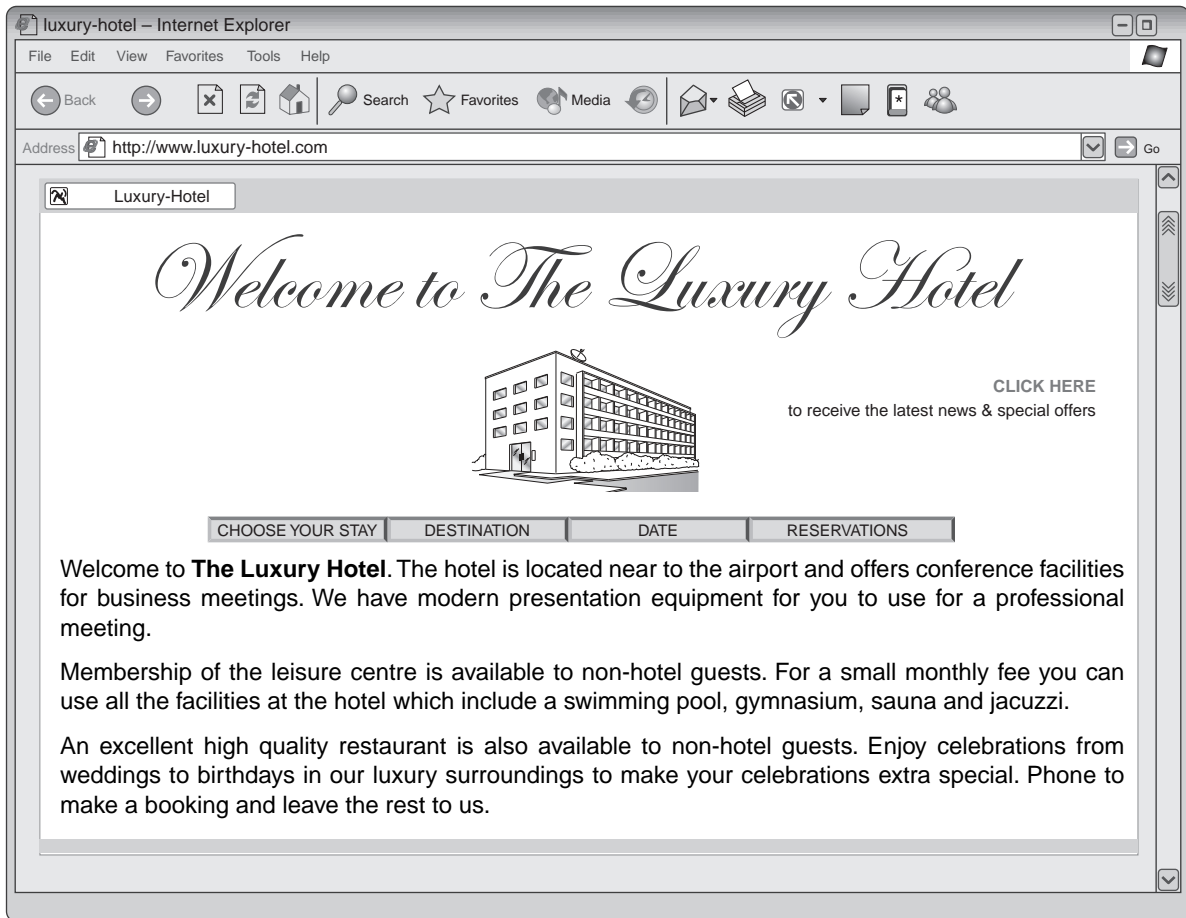 luxury-hotel – Internet Explorer
File Edit View Favorites Tools Help
Back Search Favorites Media
Address http://www.luxury-hotel.com Go
Luxury-Hotel
Welcome to The Luxury Hotel
CLICK HERE
to receive the latest news & special offers
CHOOSE YOUR STAY DESTINATION DATE RESERVATIONS
Welcome to The Luxury Hotel. The hotel is located near to the airport and offers conference facilities
for business meetings. We have modern presentation equipment for you to use for a professional
meeting.
Membership of the leisure centre is available to non-hotel guests. For a small monthly fee you can
use all the facilities at the hotel which include a swimming pool, gymnasium, sauna and jacuzzi.
An excellent high quality restaurant is also available to non-hotel guests. Enjoy celebrations from
weddings to birthdays in our luxury surroundings to make your celebrations extra special. Phone to
make a booking and leave the rest to us.